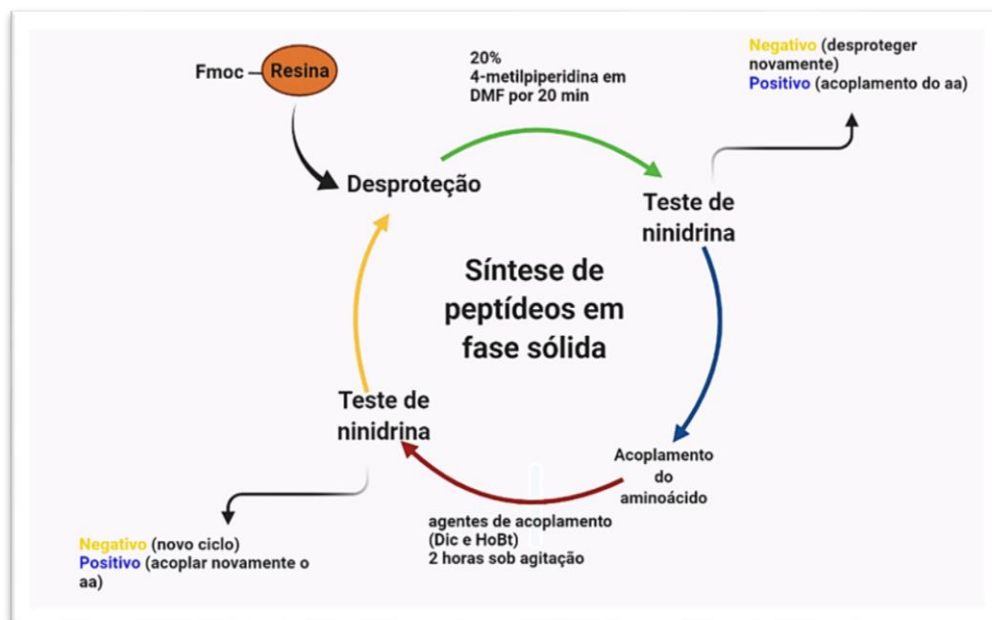 Fmoc
Resina
20%
4-metilpiperidina em
DMF por 20 min
Negativo (desproteger
novamente)
Positivo (acoplamento do aa)
Desproteção
Teste de
ninidrina
Síntese de
peptídeos em
fase sólida
Teste de
ninidrina
Acoplamento
do
aminoácido
agentes de acoplamento
(Dic e HoBt)
2 horas sob agitação
Negativo (novo ciclo)
Positivo (acoplar novamente o
aa)